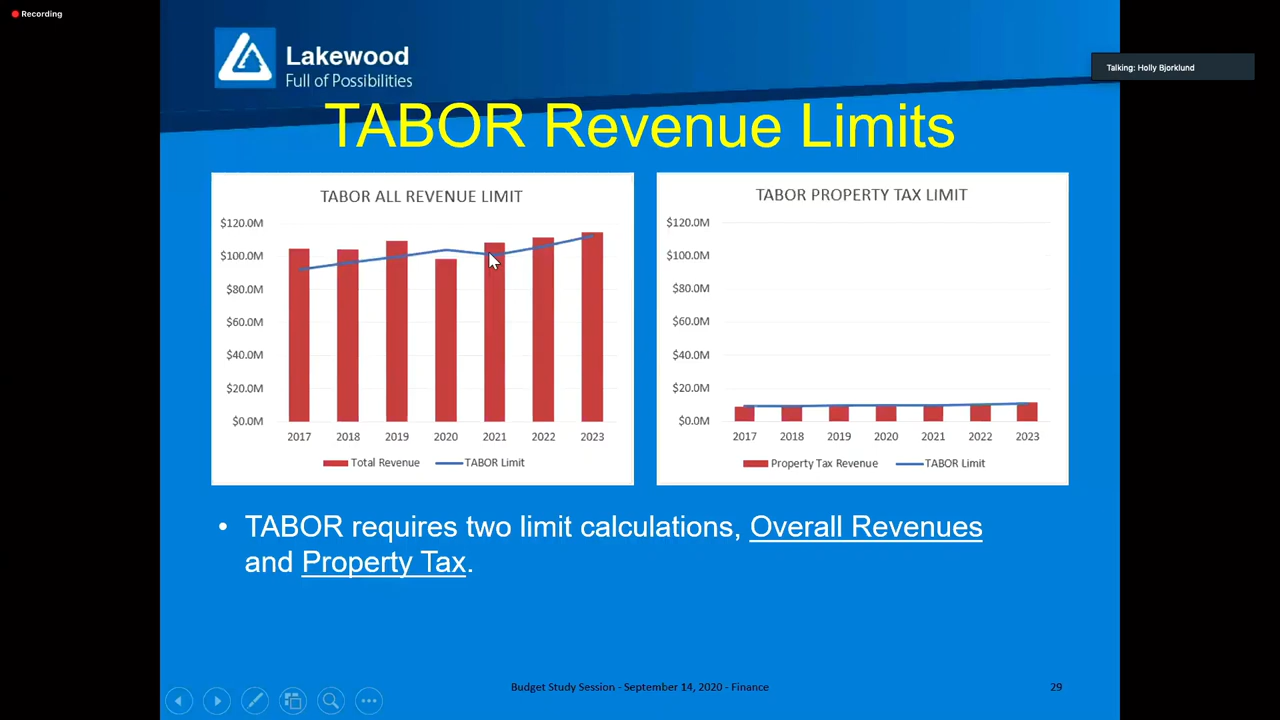 Recording
Lakewood
Full of Possibilities
Talking: Holly Bjorklund
TABOR Revenue Limits
TABOR ALL REVENUE LIMIT
$120.0M
$100.0M
$80.0M
$60.0M
$40.0M
$20.0M
$0.0M
2017 2018 2019 2020 2021 2022 2023
Total Revenue TABOR Limit
TABOR PROPERTY TAX LIMIT
$120.0M
$100.0M
$80.0M
$60.0M
$40.0M
$20.0M
$0.0M
2017 2018 2019 2020 2021 2022 2023
Property Tax Revenue TABOR Limit
• TABOR requires two limit calculations, Overall Revenues
and Property Tax.
Budget Study Session - September 14, 2020 - Finance
29